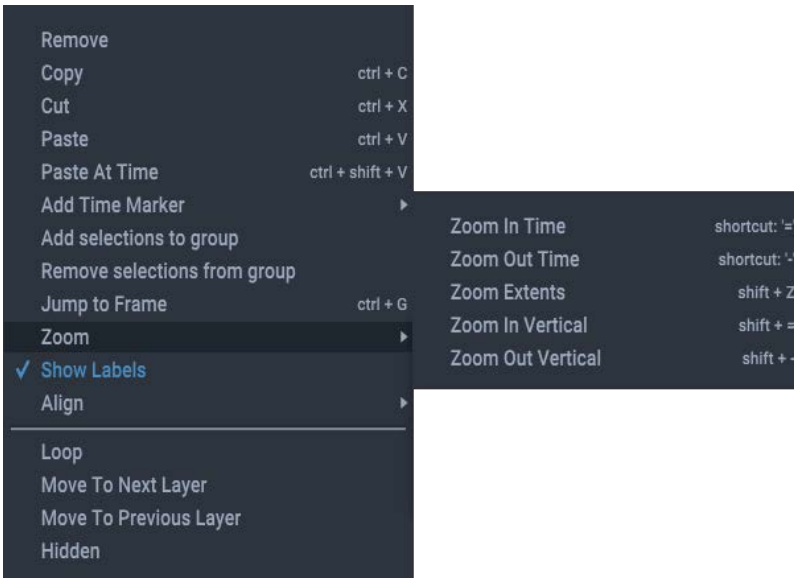 Remove
Copy ctrl + C
Cut ctrl + X
Paste ctrl + V
Paste At Time ctrl + shift + V
Add Time Marker
Add selections to group
Remove selections from group
Jump to Frame ctrl + G
Zoom
Show Labels
Align
Loop
Move To Next Layer
Move To Previous Layer
Hidden
Zoom In Time shortcut: '='
Zoom Out Time shortcut: '-'
Zoom Extents shift + Z
Zoom In Vertical shift + =
Zoom Out Vertical shift + -